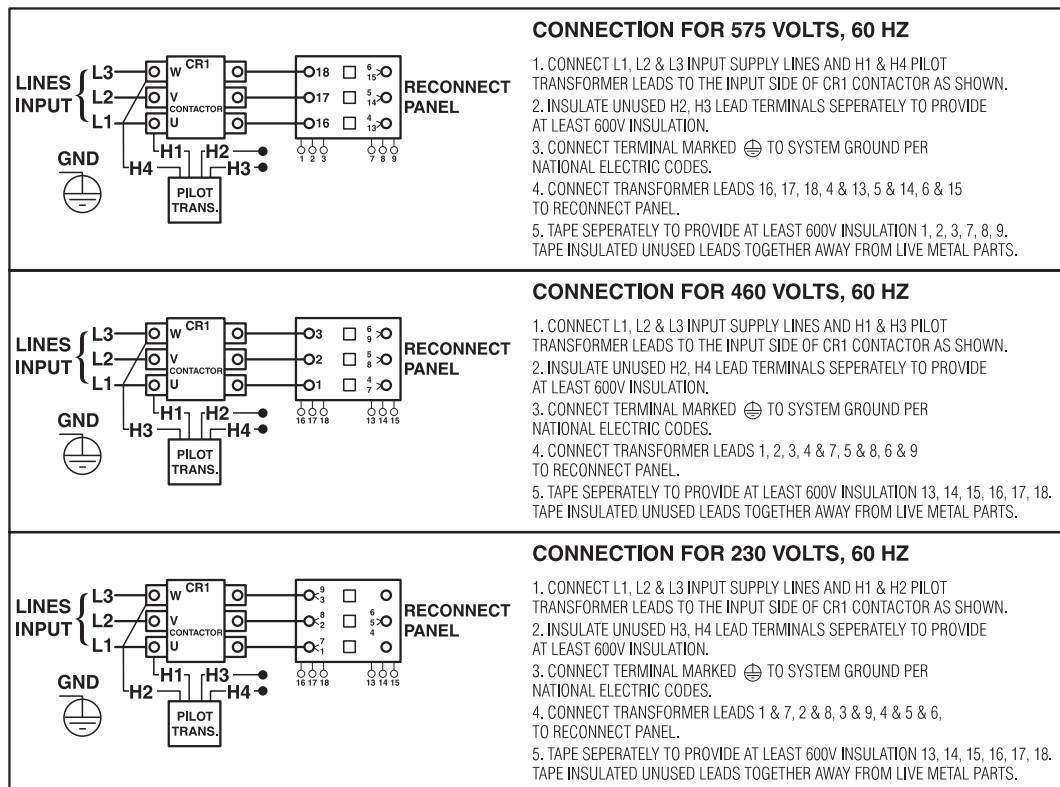 CONNECTION FOR 575 VOLTS, 60 HZ
1. CONNECT L1, L2 & L3 INPUT SUPPLY LINES AND H1 & H4 PILOT
TRANSFORMER LEADS TO THE INPUT SIDE OF CR1 CONTACTOR AS SHOWN.
2. INSULATE UNUSED H2, H3 LEAD TERMINALS SEPERATELY TO PROVIDE
AT LEAST 600V INSULATION.
3. CONNECT TERMINAL MARKED ⏚ TO SYSTEM GROUND PER
NATIONAL ELECTRIC CODES.
4. CONNECT TRANSFORMER LEADS 16, 17, 18, 4 & 13, 5 & 14, 6 & 15
TO RECONNECT PANEL.
5. TAPE SEPERATELY TO PROVIDE AT LEAST 600V INSULATION 1, 2, 3, 7, 8, 9.
TAPE INSULATED UNUSED LEADS TOGETHER AWAY FROM LIVE METAL PARTS.
LINES
INPUT
L3
L2
L1
GND
CR1
W
V
CONTACTOR
U
H1
H2
H4
H3
PILOT
TRANS.
18
17
16
6
15
5
14
4
13
1 2 3
7 8 9
RECONNECT
PANEL
CONNECTION FOR 460 VOLTS, 60 HZ
1. CONNECT L1, L2 & L3 INPUT SUPPLY LINES AND H1 & H3 PILOT
TRANSFORMER LEADS TO THE INPUT SIDE OF CR1 CONTACTOR AS SHOWN.
2. INSULATE UNUSED H2, H4 LEAD TERMINALS SEPERATELY TO PROVIDE
AT LEAST 600V INSULATION.
3. CONNECT TERMINAL MARKED ⏚ TO SYSTEM GROUND PER
NATIONAL ELECTRIC CODES.
4. CONNECT TRANSFORMER LEADS 1, 2, 3, 4 & 7, 5 & 8, 6 & 9
TO RECONNECT PANEL.
5. TAPE SEPERATELY TO PROVIDE AT LEAST 600V INSULATION 13, 14, 15, 16, 17, 18.
TAPE INSULATED UNUSED LEADS TOGETHER AWAY FROM LIVE METAL PARTS.
LINES
INPUT
L3
L2
L1
GND
CR1
W
V
CONTACTOR
U
H1
H2
H3
H4
PILOT
TRANS.
3
2
1
6
9
5
8
4
7
16 17 18
13 14 15
RECONNECT
PANEL
CONNECTION FOR 230 VOLTS, 60 HZ
1. CONNECT L1, L2 & L3 INPUT SUPPLY LINES AND H1 & H2 PILOT
TRANSFORMER LEADS TO THE INPUT SIDE OF CR1 CONTACTOR AS SHOWN.
2. INSULATE UNUSED H3, H4 LEAD TERMINALS SEPERATELY TO PROVIDE
AT LEAST 600V INSULATION.
3. CONNECT TERMINAL MARKED ⏚ TO SYSTEM GROUND PER
NATIONAL ELECTRIC CODES.
4. CONNECT TRANSFORMER LEADS 1 & 7, 2 & 8, 3 & 9, 4 & 5 & 6,
TO RECONNECT PANEL.
5. TAPE SEPERATELY TO PROVIDE AT LEAST 600V INSULATION 13, 14, 15, 16, 17, 18.
TAPE INSULATED UNUSED LEADS TOGETHER AWAY FROM LIVE METAL PARTS.
LINES
INPUT
L3
L2
L1
GND
CR1
W
V
CONTACTOR
U
H1
H3
H2
H4
PILOT
TRANS.
9
3
8
2
7
1
6
5
4
16 17 18
13 14 15
RECONNECT
PANEL